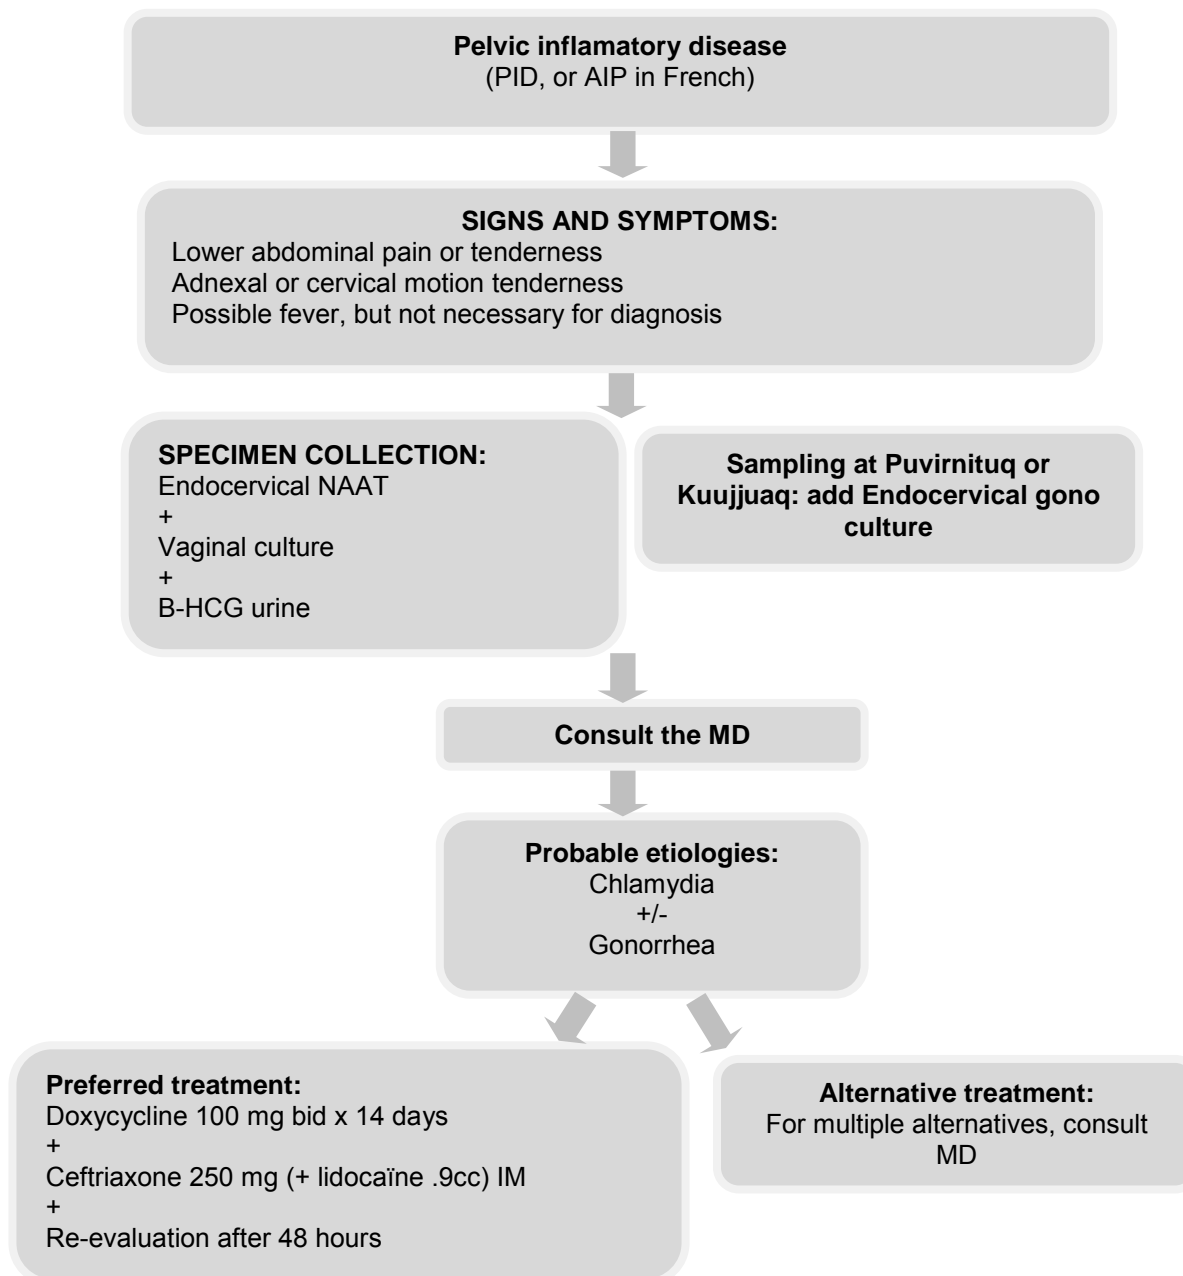 Pelvic inflamatory disease
(PID, or AIP in French)
SIGNS AND SYMPTOMS:
Lower abdominal pain or tenderness
Adnexal or cervical motion tenderness
Possible fever, but not necessary for diagnosis
SPECIMEN COLLECTION:
Endocervical NAAT
+
Vaginal culture
+
B-HCG urine
Sampling at Puvirnituq or
Kuujjuaq: add Endocervical gono
culture
Consult the MD
Probable etiologies:
Chlamydia
+/-
Gonorrhea
Preferred treatment:
Doxycycline 100 mg bid x 14 days
+
Ceftriaxone 250 mg (+ lidocaïne .9cc) IM
+
Re-evaluation after 48 hours
Alternative treatment:
For multiple alternatives, consult
MD